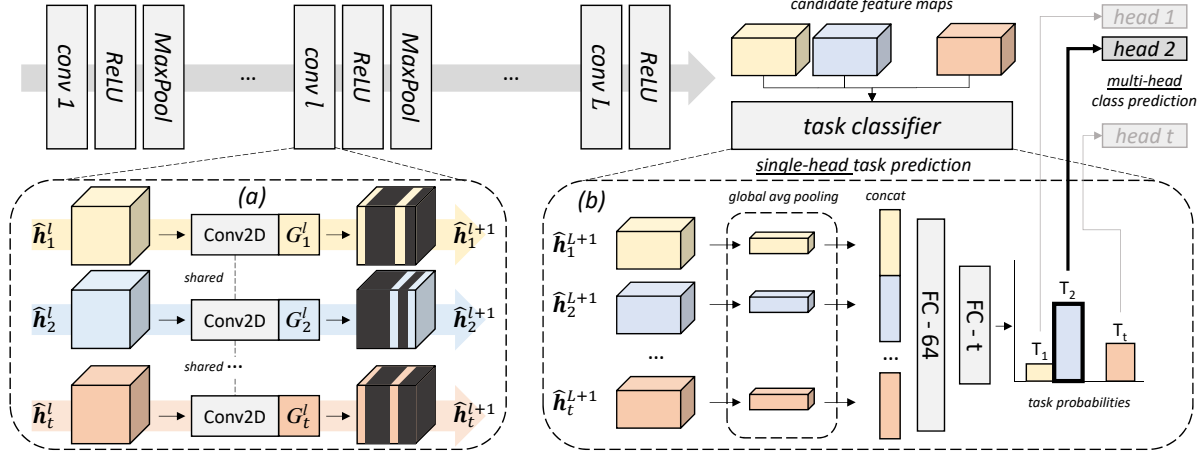 conv 1
ReLU
MaxPool
...
conv l
ReLU
MaxPool
...
conv L
ReLU
candidate feature maps
task classifier
single-head task prediction
head 1
head 2
multi-head
class prediction
head t
(a)
ĥ₁ˡ
Conv2D
G₁ˡ
ĥ₁ˡ⁺¹
shared
ĥ₂ˡ
Conv2D
G₂ˡ
ĥ₂ˡ⁺¹
shared
...
ĥₜˡ
Conv2D
Gₜˡ
ĥₜˡ⁺¹
(b)
global avg pooling
concat
ĥ₁ᴸ⁺¹
ĥ₂ᴸ⁺¹
...
...
ĥₜᴸ⁺¹
FC - 64
FC - t
T₁
T₂
Tₜ
task probabilities